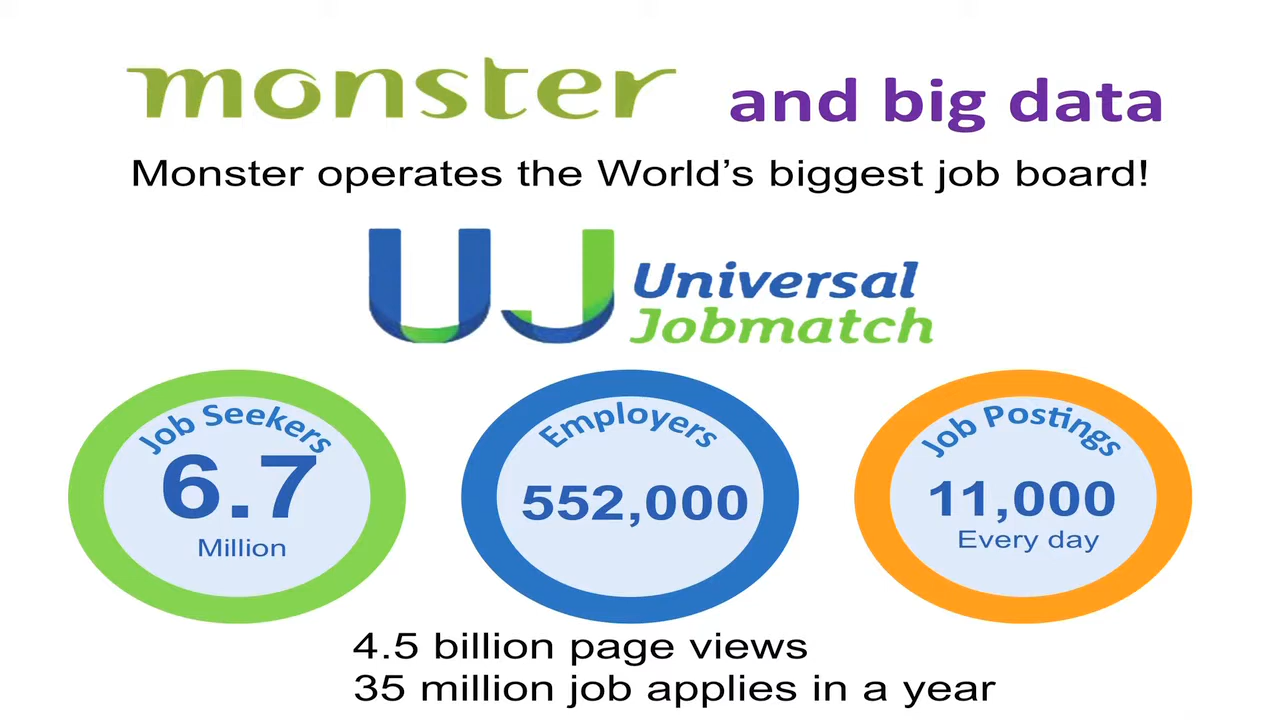 monster and big data
Monster operates the World's biggest job board!
UJ Universal
Jobmatch
Job Seekers
6.7
Million
Employers
552,000
Job Postings
11,000
Every day
4.5 billion page views
35 million job applies in a year